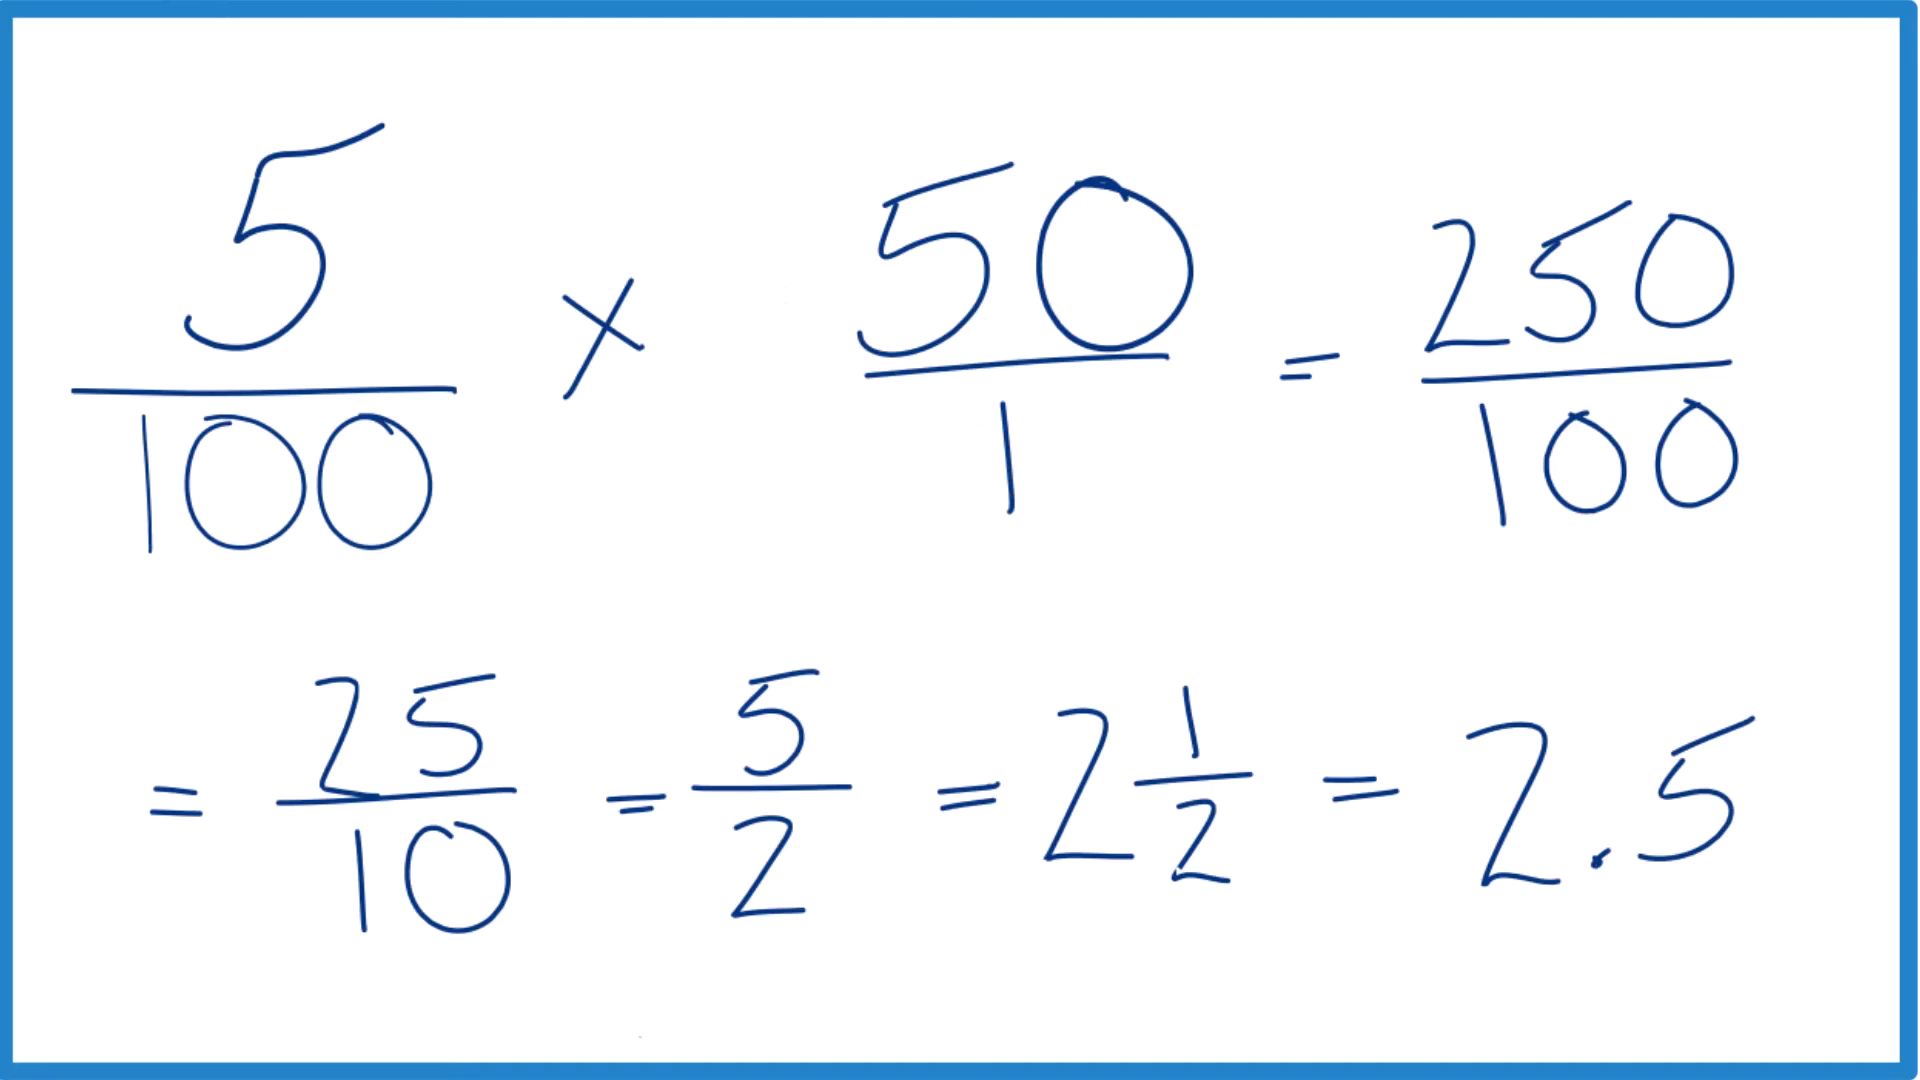 5/100 × 50/1 = 250/100
= 25/10 = 5/2 = 2 1/2 = 2.5